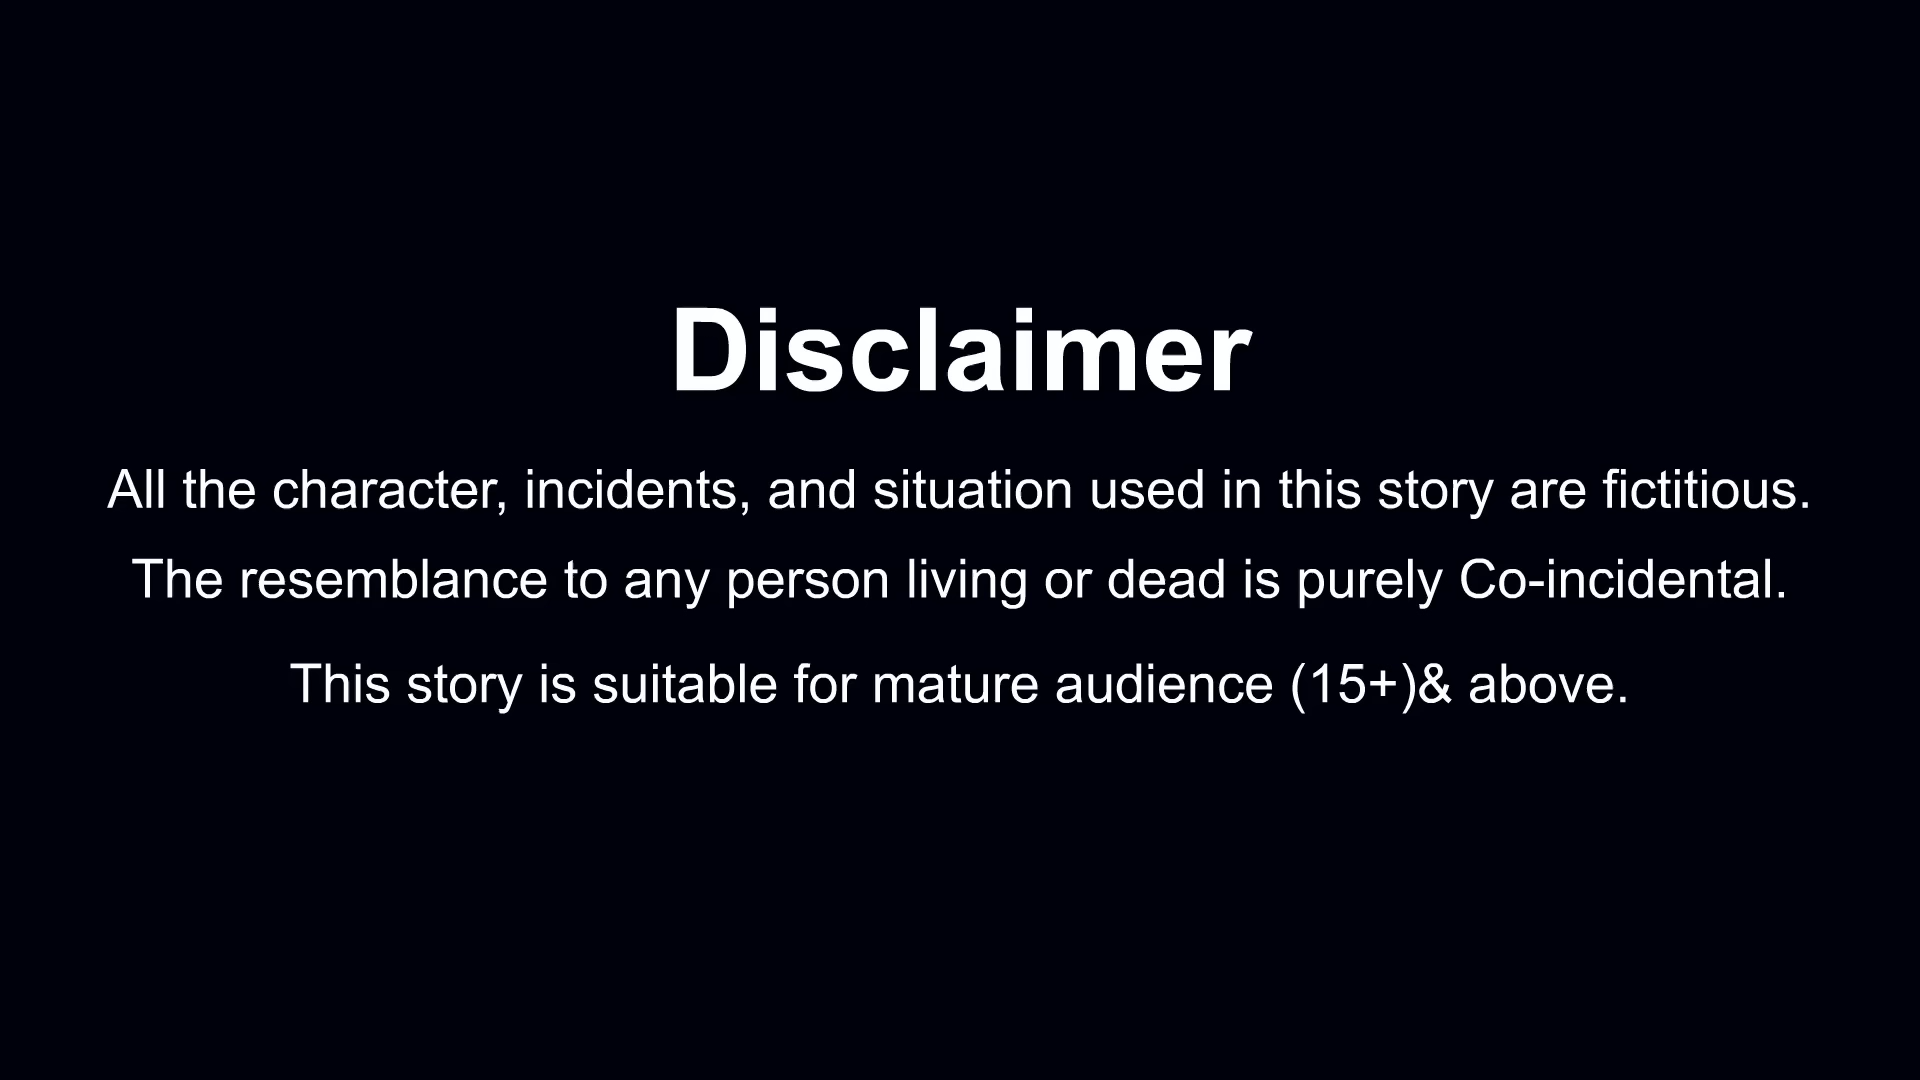 Disclaimer
All the character, incidents, and situation used in this story are fictitious.
The resemblance to any person living or dead is purely Co-incidental.
This story is suitable for mature audience (15+)& above.